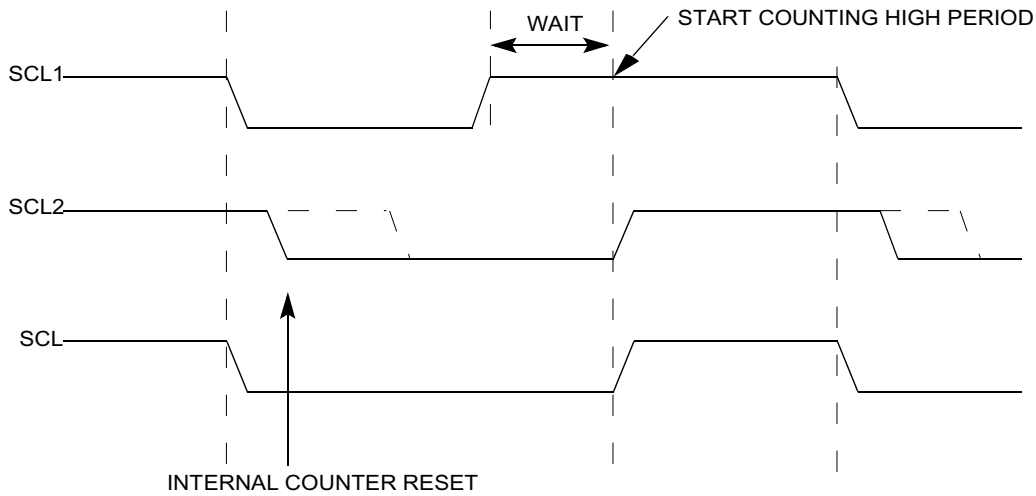 WAIT
START COUNTING HIGH PERIOD
SCL1
SCL2
SCL
INTERNAL COUNTER RESET